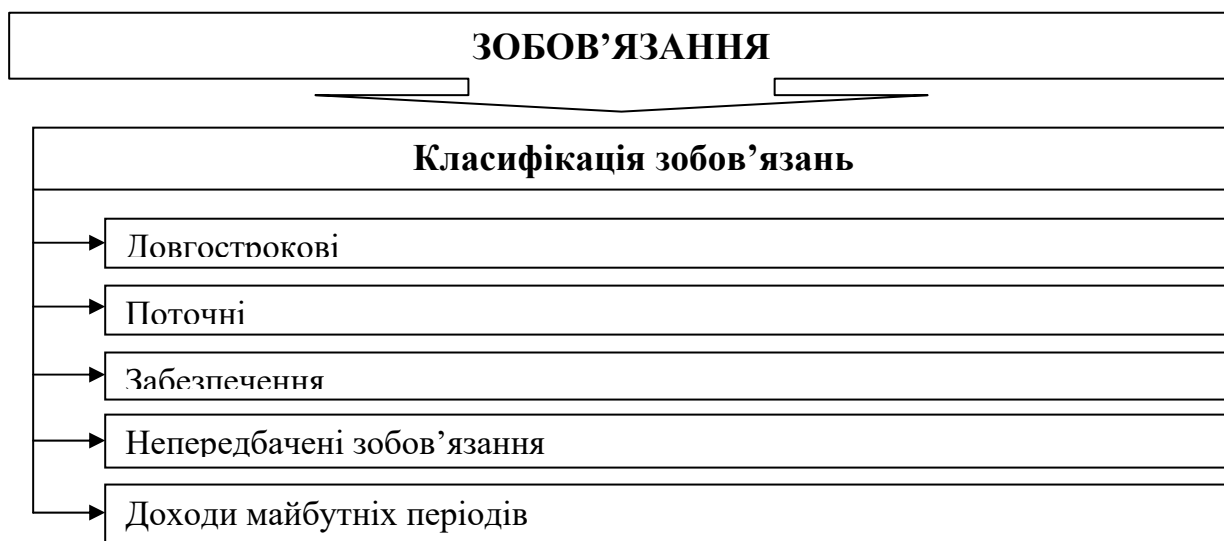 ЗОБОВ’ЯЗАННЯ
Класифікація зобов’язань
Довгострокові
Поточні
Забезпечення
Непередбачені зобов’язання
Доходи майбутніх періодів